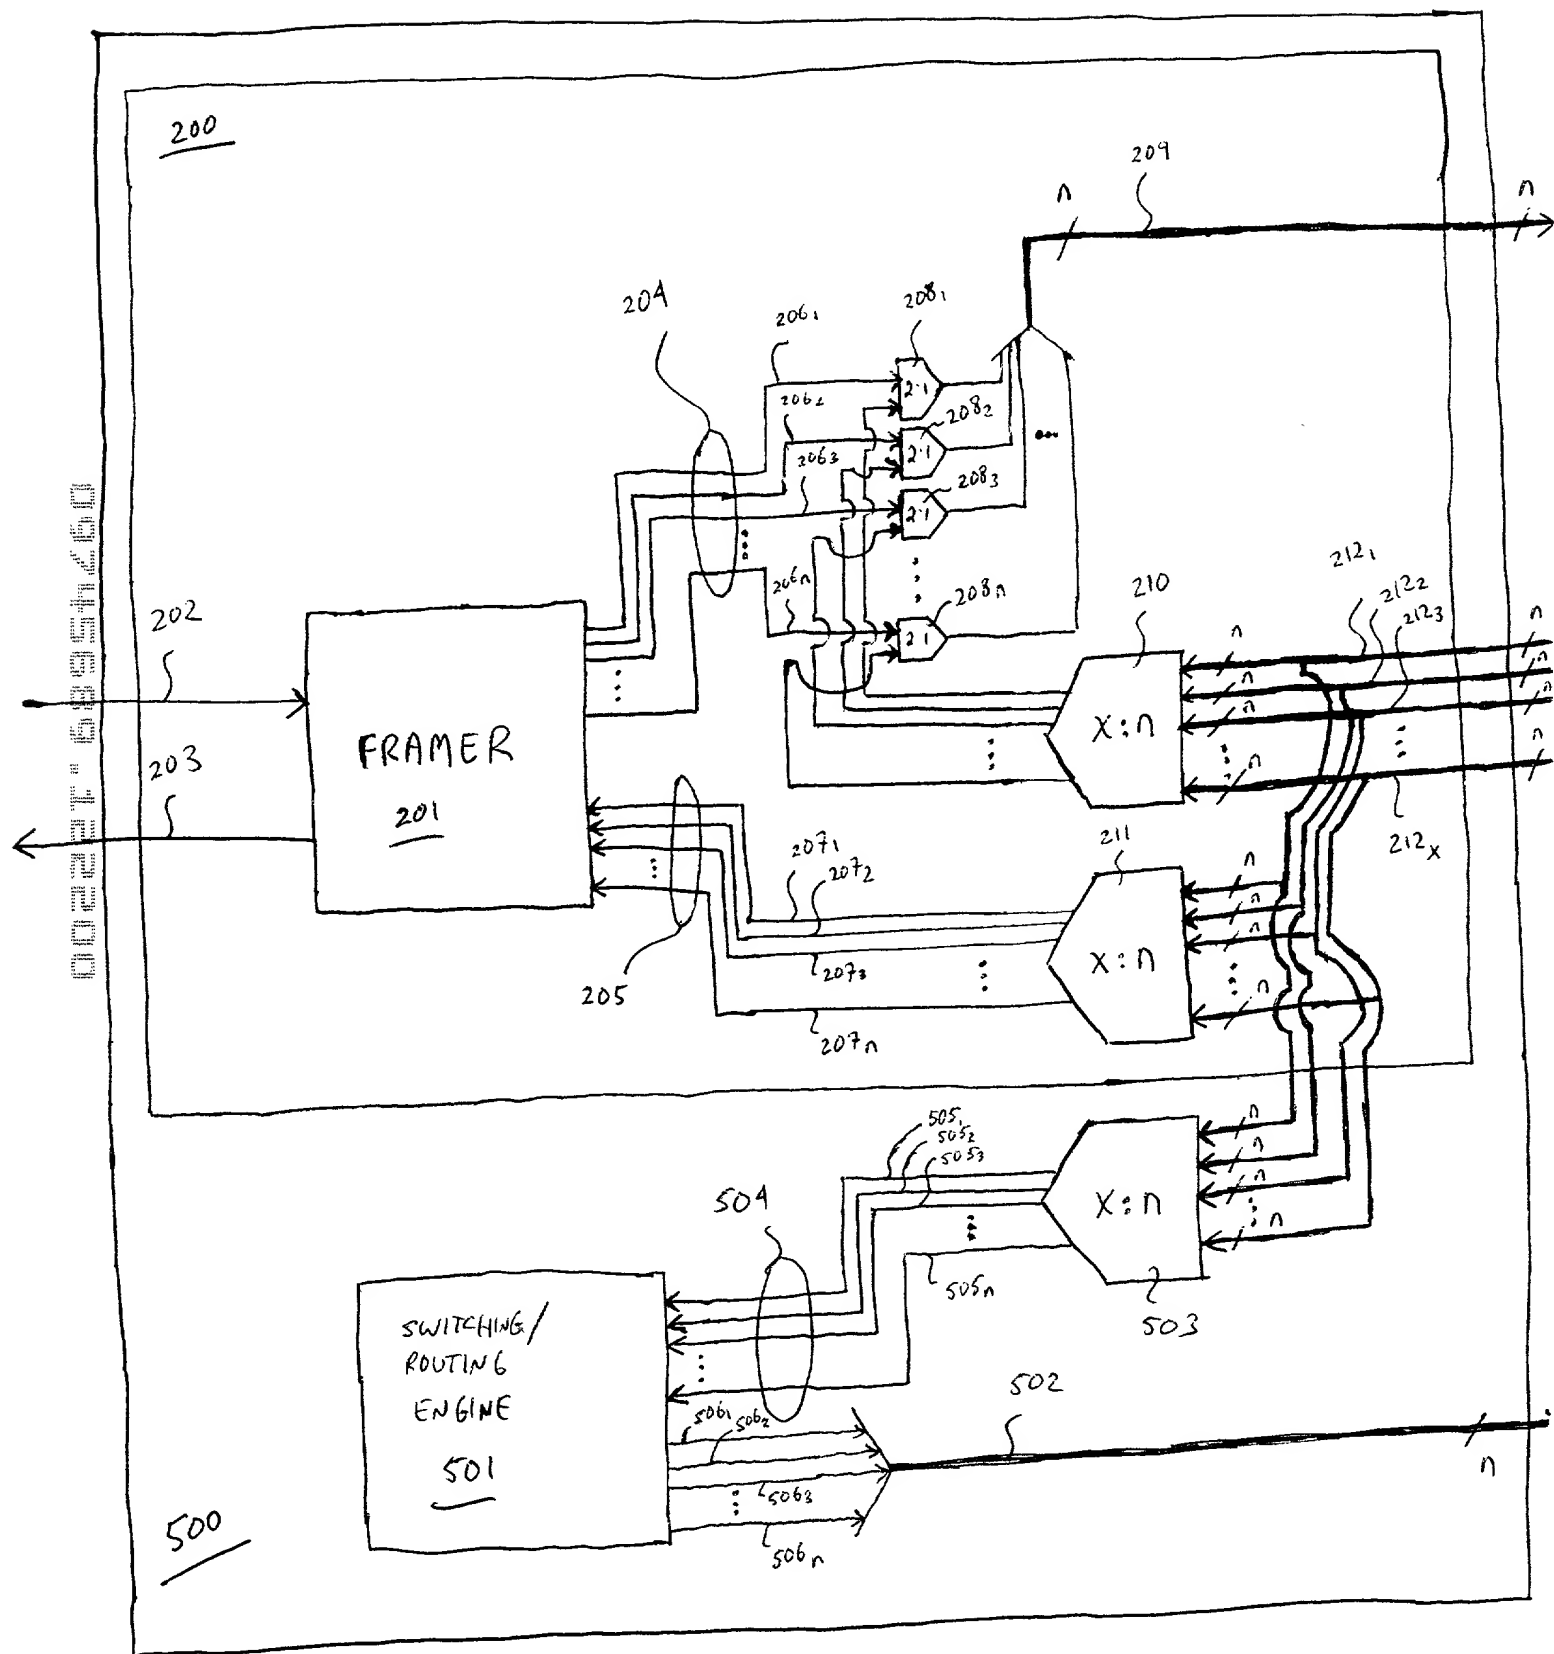 200
209
n
n
204
206₁
208₁
2:1
206₂
208₂
2:1
206₃
208₃
2:1
206n
208n
2:1
09745689.122200
202
203
FRAMER
201
210
X:n
212₁
212₂
212₃
n
n
n
n
n
n
n
n
212x
211
X:n
n
n
n
n
205
207₁
207₂
207₃
207n
505₁
505₂
505₃
505n
504
X:n
n
n
n
n
503
SWITCHING/
ROUTING
ENGINE
501
506₁
506₂
506₃
506n
502
n
500